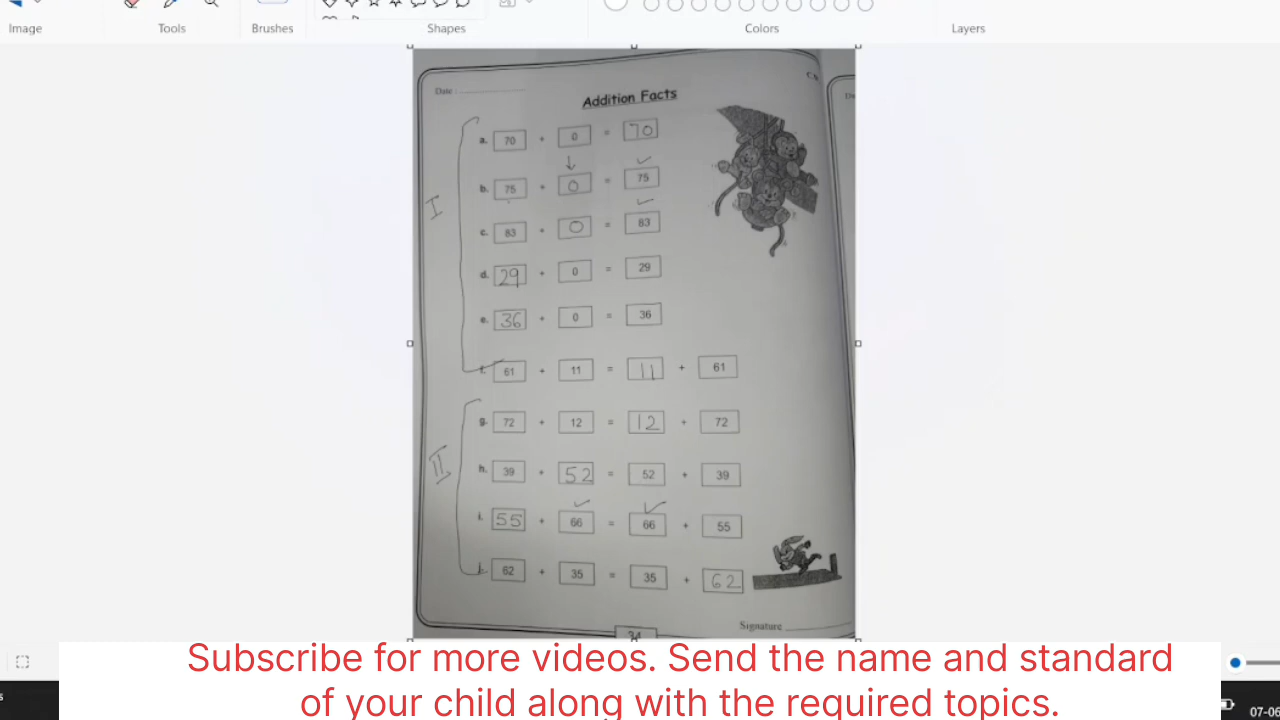 Image
Tools
Brushes
Shapes
Colors
Layers
Date
Addition Facts
a. 70 + 0 = 70
b. 75 + 0 = 75
c. 83 + 0 = 83
d. 29 + 0 = 29
e. 36 + 0 = 36
I
f. 61 + 11 = 11 + 61
g. 72 + 12 = 12 + 72
h. 39 + 52 = 52 + 39
II
i. 55 + 66 = 66 + 55
j. 62 + 35 = 35 + 62
Signature
34
Subscribe for more videos. Send the name and standard
of your child along with the required topics.
07-06